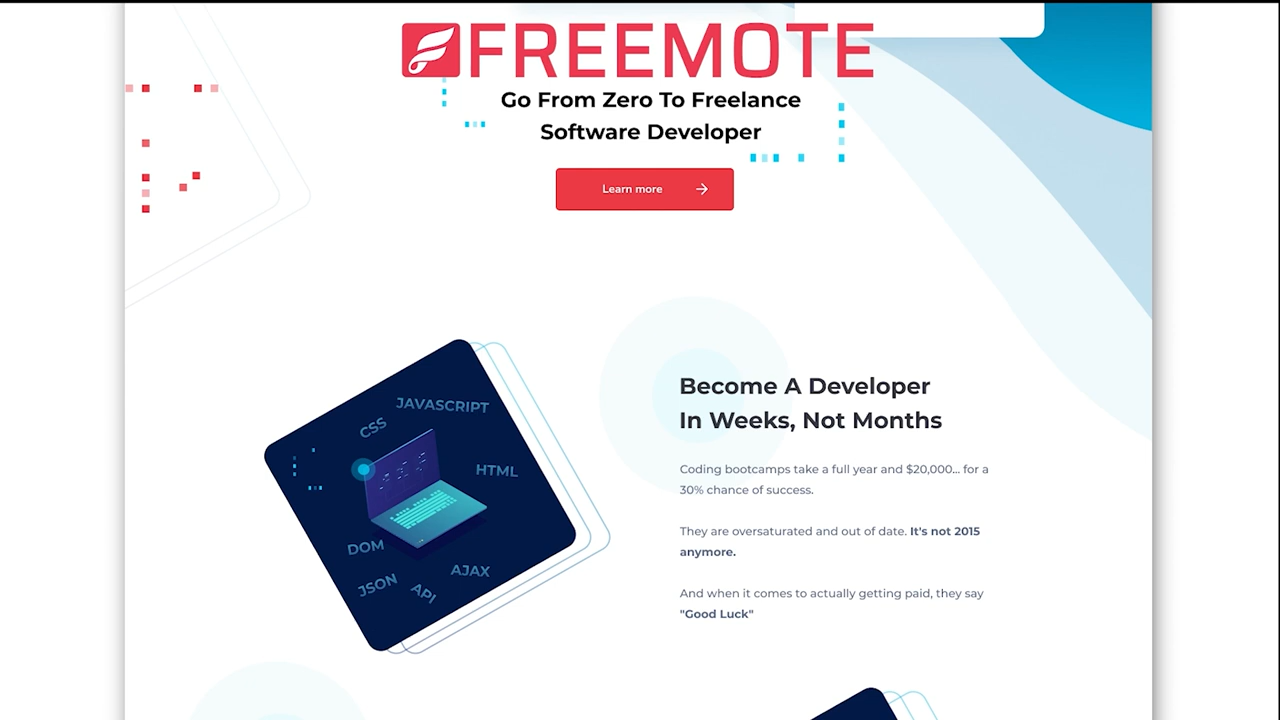 FREEMOTE
Go From Zero To Freelance
Software Developer
Learn more
JAVASCRIPT
CSS
HTML
DOM
JSON
API
AJAX
Become A Developer
In Weeks, Not Months
Coding bootcamps take a full year and $20,000... for a
30% chance of success.
They are oversaturated and out of date. It's not 2015
anymore.
And when it comes to actually getting paid, they say
"Good Luck"